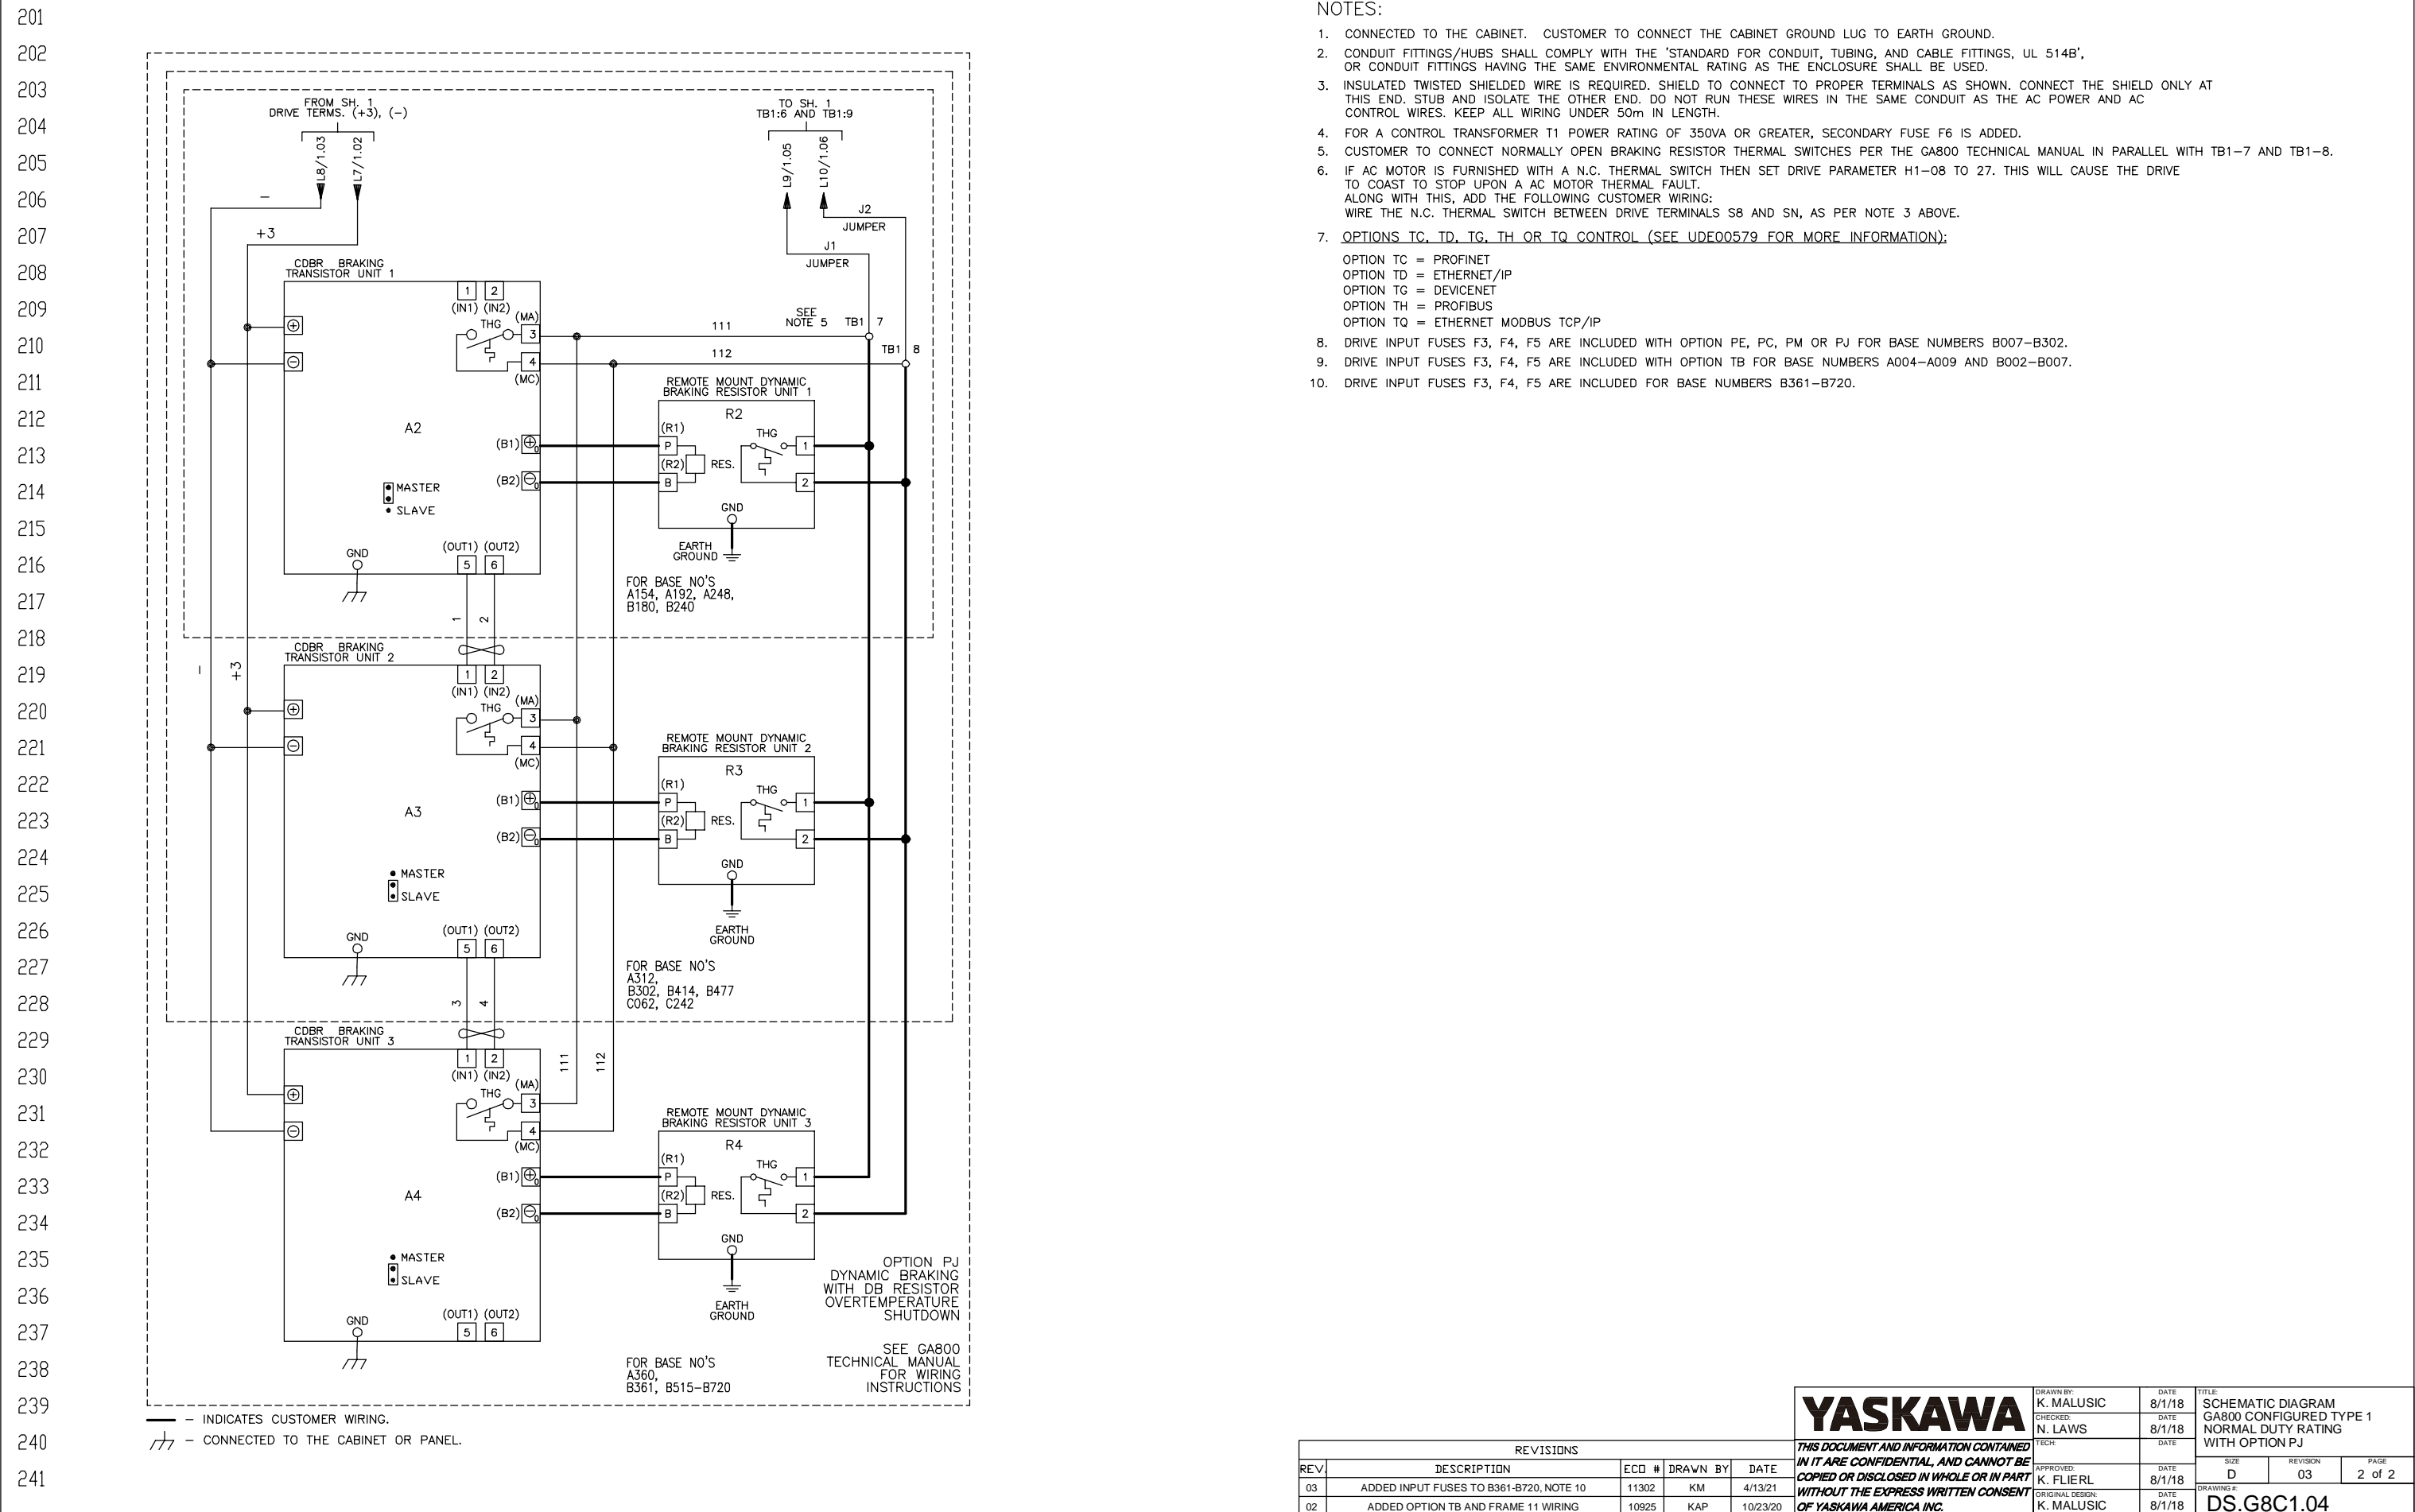 201
202
203
204
205
206
207
208
209
210
211
212
213
214
215
216
217
218
219
220
221
222
223
224
225
226
227
228
229
230
231
232
233
234
235
236
237
238
239
240
241
FROM SH. 1
DRIVE TERMS. (+3), (-)
L8/1.03
L7/1.02
-
+3
TO SH. 1
TB1:6 AND TB1:9
L9/1.05
L10/1.06
J2
JUMPER
J1
JUMPER
CDBR BRAKING
TRANSISTOR UNIT 1
1 2
(IN1) (IN2)
THG
(MA)
3
4
(MC)
111
112
SEE
NOTE 5
TB1 7
TB1 8
A2
(B1)
(B2)
MASTER
SLAVE
GND
(OUT1) (OUT2)
5 6
REMOTE MOUNT DYNAMIC
BRAKING RESISTOR UNIT 1
R2
(R1)
P
(R2)
B
RES.
THG
1
2
GND
EARTH
GROUND
FOR BASE NO'S
A154, A192, A248,
B180, B240
1
2
-
+3
CDBR BRAKING
TRANSISTOR UNIT 2
1 2
(IN1) (IN2)
THG
(MA)
3
4
(MC)
A3
(B1)
(B2)
MASTER
SLAVE
GND
(OUT1) (OUT2)
5 6
REMOTE MOUNT DYNAMIC
BRAKING RESISTOR UNIT 2
R3
(R1)
P
(R2)
B
RES.
THG
1
2
GND
EARTH
GROUND
FOR BASE NO'S
A312,
B302, B414, B477
C062, C242
3
4
CDBR BRAKING
TRANSISTOR UNIT 3
1 2
(IN1) (IN2)
THG
(MA)
3
4
(MC)
111
112
A4
(B1)
(B2)
MASTER
SLAVE
GND
(OUT1) (OUT2)
5 6
REMOTE MOUNT DYNAMIC
BRAKING RESISTOR UNIT 3
R4
(R1)
P
(R2)
B
RES.
THG
1
2
GND
EARTH
GROUND
FOR BASE NO'S
A360,
B361, B515-B720
OPTION PJ
DYNAMIC BRAKING
WITH DB RESISTOR
OVERTEMPERATURE
SHUTDOWN
SEE GA800
TECHNICAL MANUAL
FOR WIRING
INSTRUCTIONS
- INDICATES CUSTOMER WIRING.
- CONNECTED TO THE CABINET OR PANEL.
NOTES:
1. CONNECTED TO THE CABINET. CUSTOMER TO CONNECT THE CABINET GROUND LUG TO EARTH GROUND.
2. CONDUIT FITTINGS/HUBS SHALL COMPLY WITH THE 'STANDARD FOR CONDUIT, TUBING, AND CABLE FITTINGS, UL 514B',
OR CONDUIT FITTINGS HAVING THE SAME ENVIRONMENTAL RATING AS THE ENCLOSURE SHALL BE USED.
3. INSULATED TWISTED SHIELDED WIRE IS REQUIRED. SHIELD TO CONNECT TO PROPER TERMINALS AS SHOWN. CONNECT THE SHIELD ONLY AT
THIS END. STUB AND ISOLATE THE OTHER END. DO NOT RUN THESE WIRES IN THE SAME CONDUIT AS THE AC POWER AND AC
CONTROL WIRES. KEEP ALL WIRING UNDER 50m IN LENGTH.
4. FOR A CONTROL TRANSFORMER T1 POWER RATING OF 350VA OR GREATER, SECONDARY FUSE F6 IS ADDED.
5. CUSTOMER TO CONNECT NORMALLY OPEN BRAKING RESISTOR THERMAL SWITCHES PER THE GA800 TECHNICAL MANUAL IN PARALLEL WITH TB1-7 AND TB1-8.
6. IF AC MOTOR IS FURNISHED WITH A N.C. THERMAL SWITCH THEN SET DRIVE PARAMETER H1-08 TO 27. THIS WILL CAUSE THE DRIVE
TO COAST TO STOP UPON A AC MOTOR THERMAL FAULT.
ALONG WITH THIS, ADD THE FOLLOWING CUSTOMER WIRING:
WIRE THE N.C. THERMAL SWITCH BETWEEN DRIVE TERMINALS S8 AND SN, AS PER NOTE 3 ABOVE.
7. OPTIONS TC, TD, TG, TH OR TQ CONTROL (SEE UDE00579 FOR MORE INFORMATION):
OPTION TC = PROFINET
OPTION TD = ETHERNET/IP
OPTION TG = DEVICENET
OPTION TH = PROFIBUS
OPTION TQ = ETHERNET MODBUS TCP/IP
8. DRIVE INPUT FUSES F3, F4, F5 ARE INCLUDED WITH OPTION PE, PC, PM OR PJ FOR BASE NUMBERS B007-B302.
9. DRIVE INPUT FUSES F3, F4, F5 ARE INCLUDED WITH OPTION TB FOR BASE NUMBERS A004-A009 AND B002-B007.
10. DRIVE INPUT FUSES F3, F4, F5 ARE INCLUDED FOR BASE NUMBERS B361-B720.
REVISIONS
REV. DESCRIPTION ECO # DRAWN BY DATE
03 ADDED INPUT FUSES TO B361-B720, NOTE 10 11302 KM 4/13/21
02 ADDED OPTION TB AND FRAME 11 WIRING 10925 KAP 10/23/20
YASKAWA
THIS DOCUMENT AND INFORMATION CONTAINED
IN IT ARE CONFIDENTIAL, AND CANNOT BE
COPIED OR DISCLOSED IN WHOLE OR IN PART
WITHOUT THE EXPRESS WRITTEN CONSENT
OF YASKAWA AMERICA INC.
DRAWN BY: DATE
K. MALUSIC 8/1/18
CHECKED: DATE
N. LAWS 8/1/18
TECH: DATE
APPROVED: DATE
K. FLIERL 8/1/18
ORIGINAL DESIGN: DATE
K. MALUSIC 8/1/18
TITLE:
SCHEMATIC DIAGRAM
GA800 CONFIGURED TYPE 1
NORMAL DUTY RATING
WITH OPTION PJ
SIZE REVISION PAGE
D 03 2 of 2
DRAWING #:
DS.G8C1.04